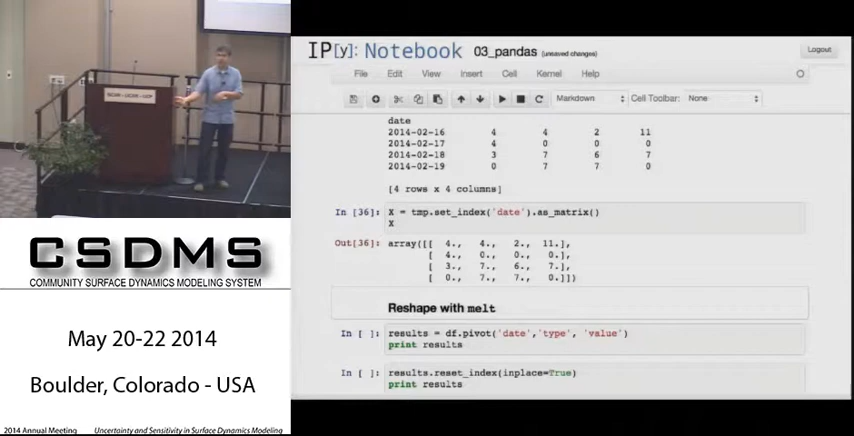 IP[y]: Notebook 03_pandas (unsaved changes)
Logout
File Edit View Insert Cell Kernel Help
Markdown Cell Toolbar: None
date
2014-02-16 4 4 2 11
2014-02-17 4 0 0 0
2014-02-18 3 7 6 7
2014-02-19 0 7 7 0
[4 rows x 4 columns]
In [36]: X = tmp.set_index('date').as_matrix()
X
Out[36]: array([[ 4., 4., 2., 11.],
[ 4., 0., 0., 0.],
[ 3., 7., 6., 7.],
[ 0., 7., 7., 0.]])
Reshape with melt
In [ ]: results = df.pivot('date','type', 'value')
print results
In [ ]: results.reset_index(inplace=True)
print results
CSDMS
COMMUNITY SURFACE DYNAMICS MODELING SYSTEM
May 20-22 2014
Boulder, Colorado - USA
2014 Annual Meeting Uncertainty and Sensitivity in Surface Dynamics Modeling